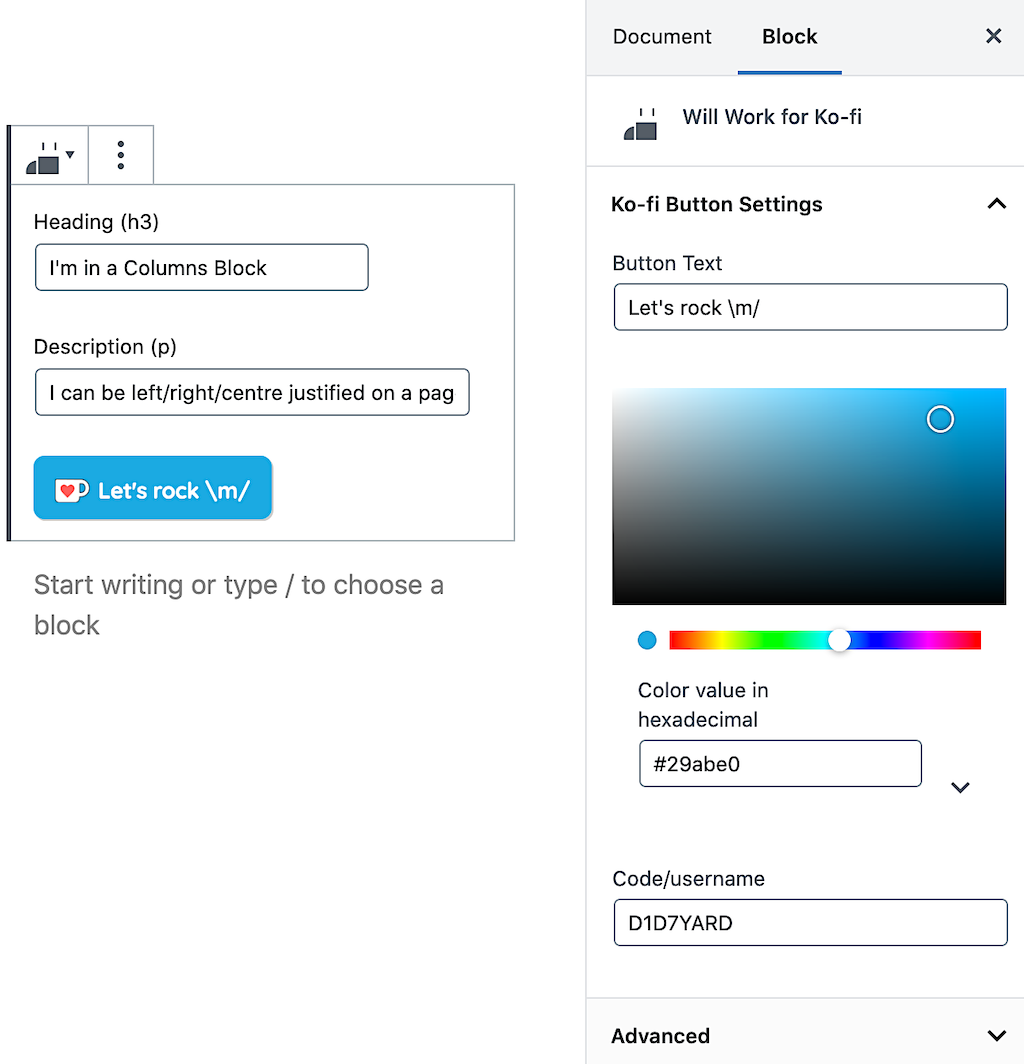 Heading (h3)
I'm in a Columns Block
Description (p)
I can be left/right/centre justified on a pag
Let's rock \m/
Start writing or type / to choose a
block
Document
Block
Will Work for Ko-fi
Ko-fi Button Settings
Button Text
Let's rock \m/
Color value in
hexadecimal
#29abe0
Code/username
D1D7YARD
Advanced